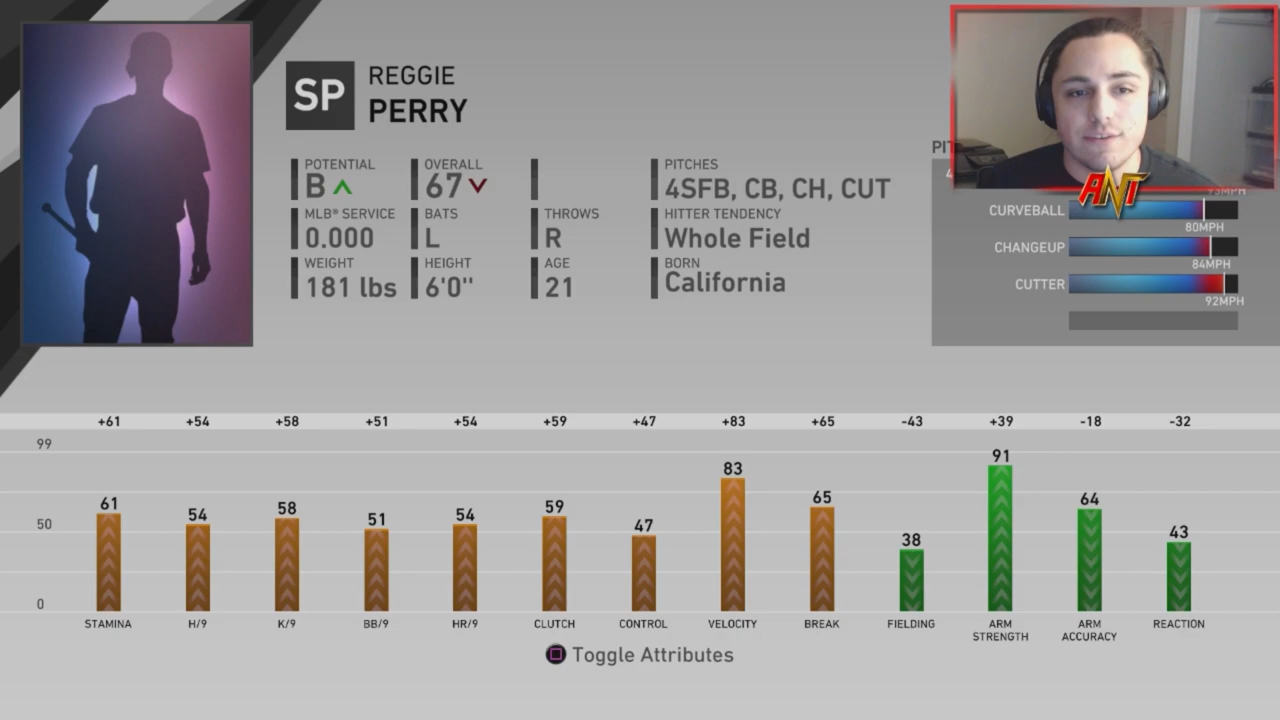 SP
REGGIE
PERRY
POTENTIAL
B
OVERALL
67
PITCHES
4SFB, CB, CH, CUT
MLB® SERVICE
0.000
BATS
L
THROWS
R
HITTER TENDENCY
Whole Field
WEIGHT
181 lbs
HEIGHT
6'0"
AGE
21
BORN
California
ANT
PIT
4
93MPH
CURVEBALL
80MPH
CHANGEUP
84MPH
CUTTER
92MPH
+61 +54 +58 +51 +54 +59 +47 +83 +65 -43 +39 -18 -32
99
50
0
61 54 58 51 54 59 47 83 65 38 91 64 43
STAMINA H/9 K/9 BB/9 HR/9 CLUTCH CONTROL VELOCITY BREAK FIELDING ARM STRENGTH ARM ACCURACY REACTION
Toggle Attributes